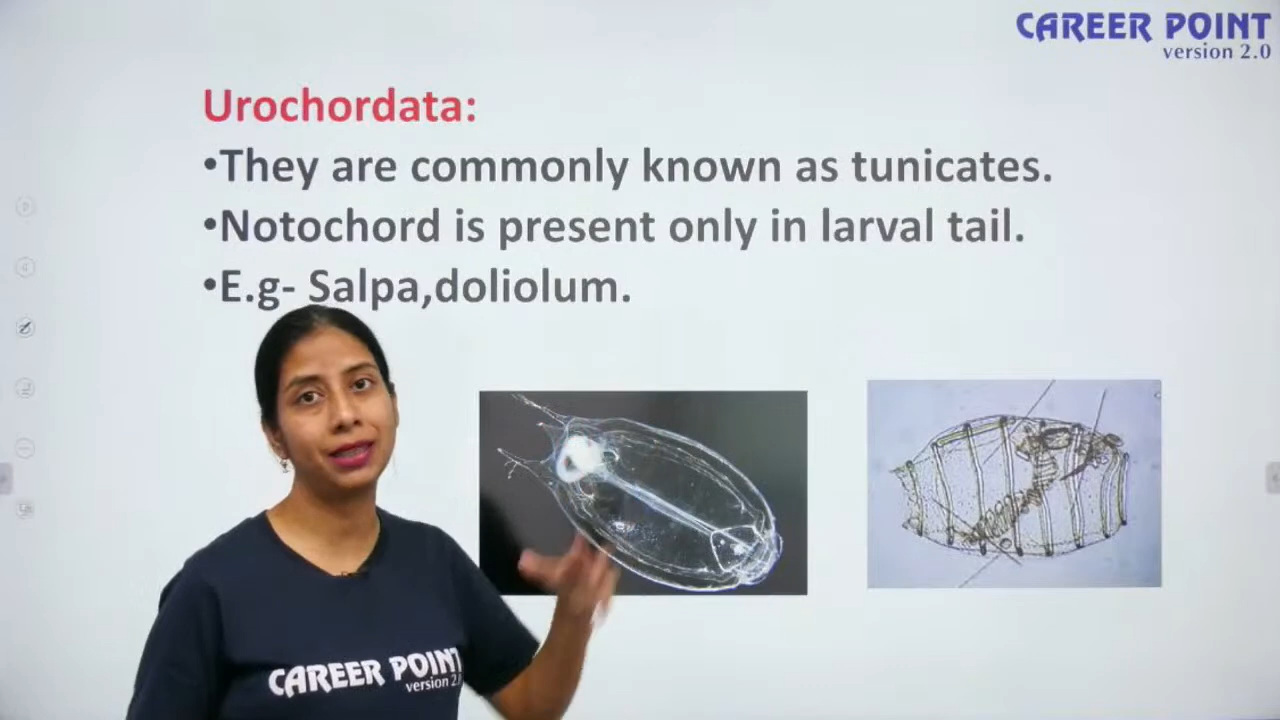 CAREER POINT
version 2.0
Urochordata:
•They are commonly known as tunicates.
•Notochord is present only in larval tail.
•E.g- Salpa,doliolum.
CAREER POINT
version 2.0